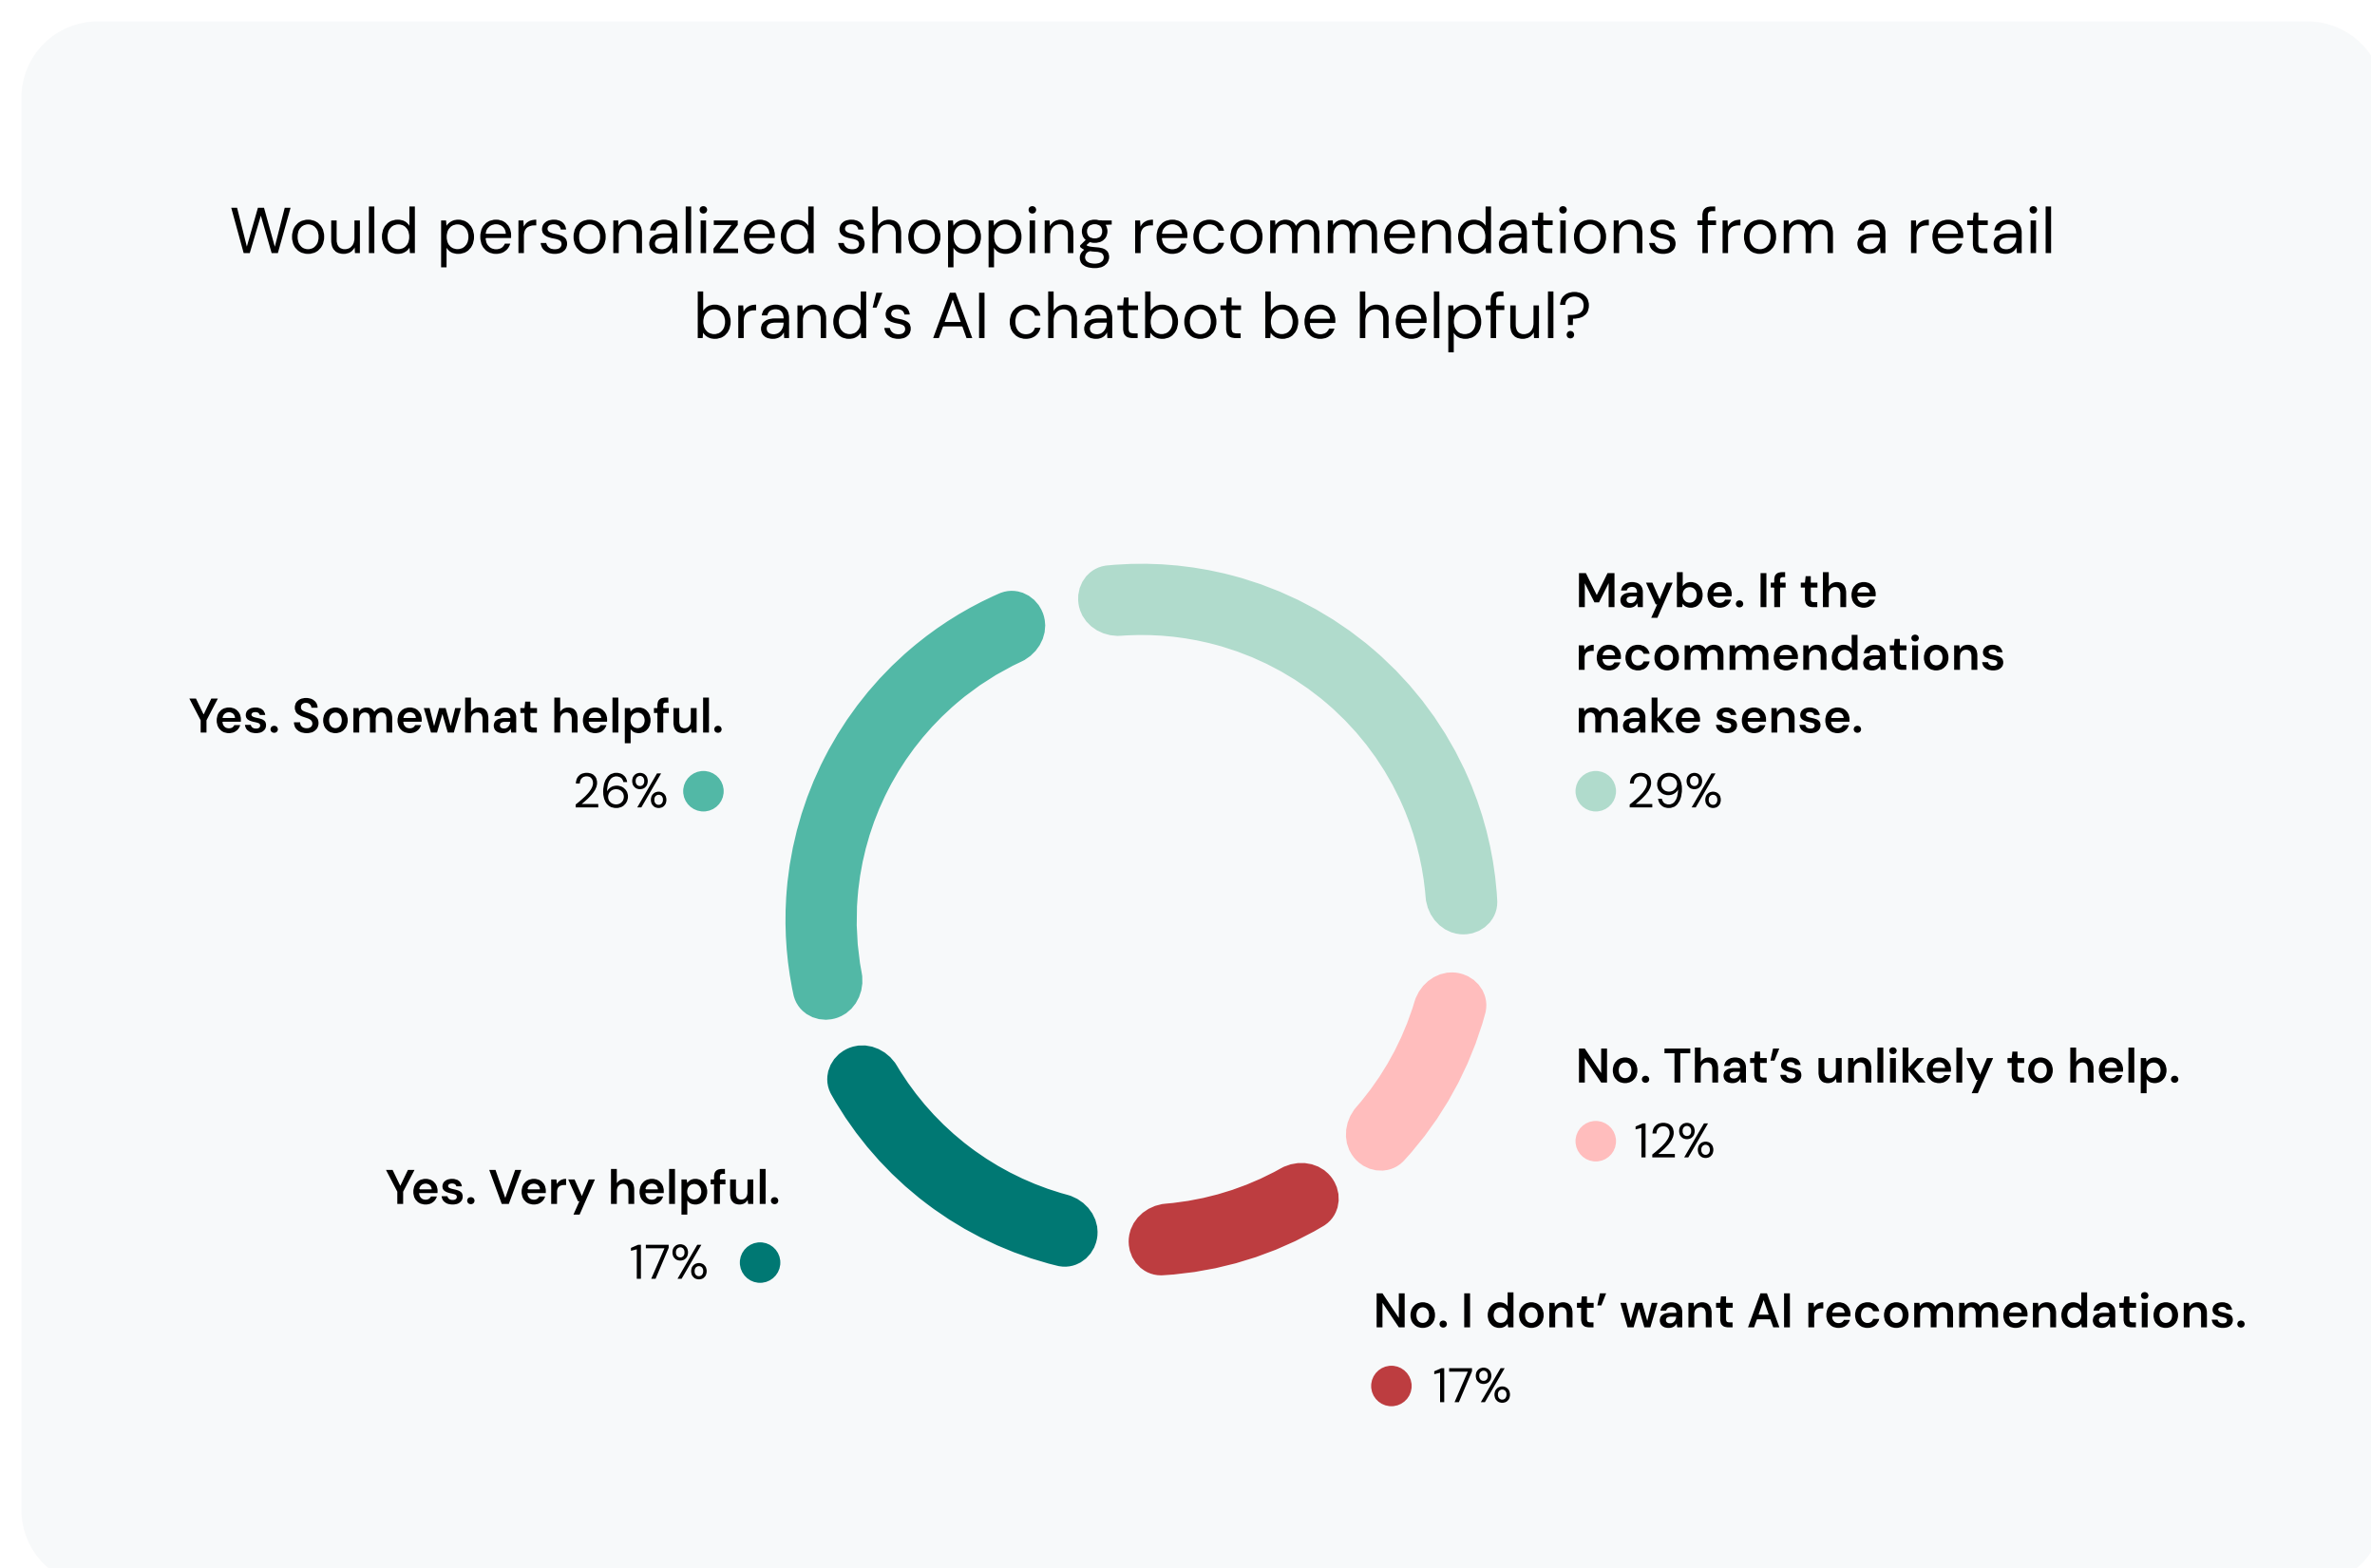 Would personalized shopping recommendations from a retail
brand’s AI chatbot be helpful?
Maybe. If the
recommendations
make sense.
29%
Yes. Somewhat helpful.
26%
No. That’s unlikely to help.
12%
Yes. Very helpful.
17%
No. I don’t want AI recommendations.
17%